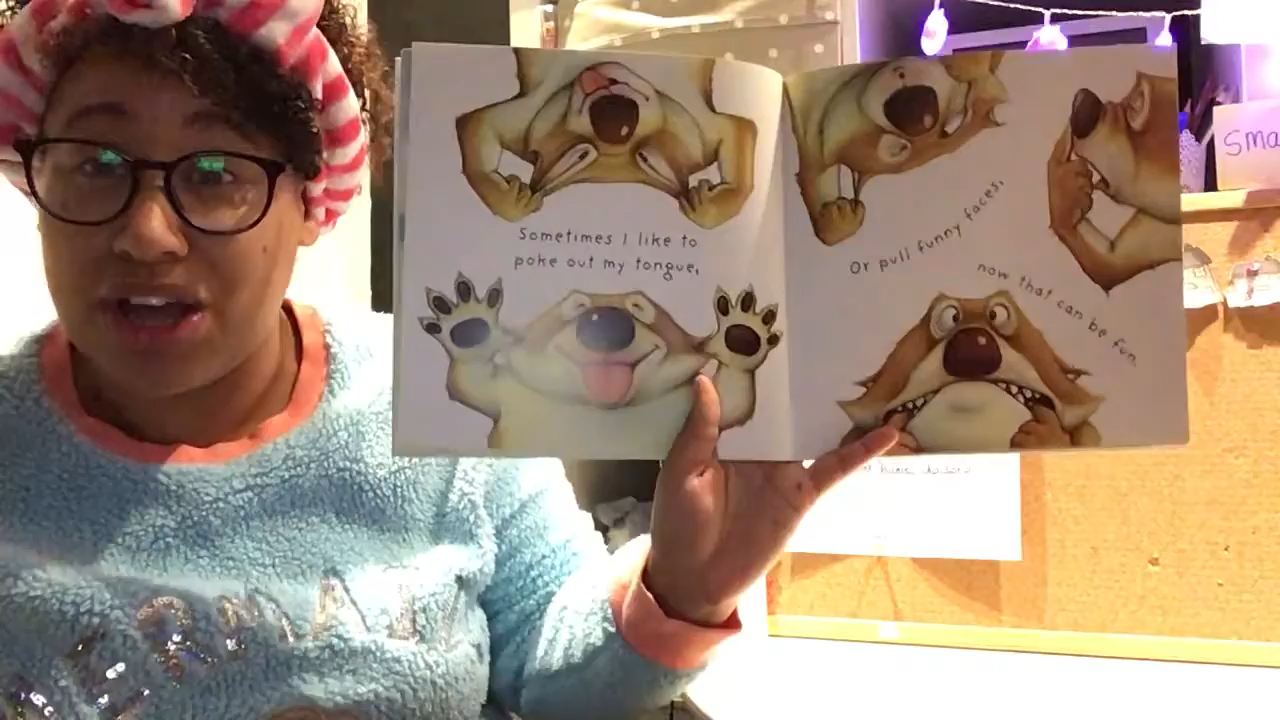 Sometimes I like to
poke out my tongue,
Or pull funny faces,
now that can be fun.
Sma